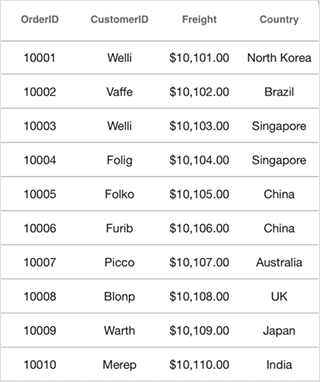 OrderID CustomerID Freight Country
10001 Welli $10,101.00 North Korea
10002 Vaffe $10,102.00 Brazil
10003 Welli $10,103.00 Singapore
10004 Folig $10,104.00 Singapore
10005 Folko $10,105.00 China
10006 Furib $10,106.00 China
10007 Picco $10,107.00 Australia
10008 Blonp $10,108.00 UK
10009 Warth $10,109.00 Japan
10010 Merep $10,110.00 India